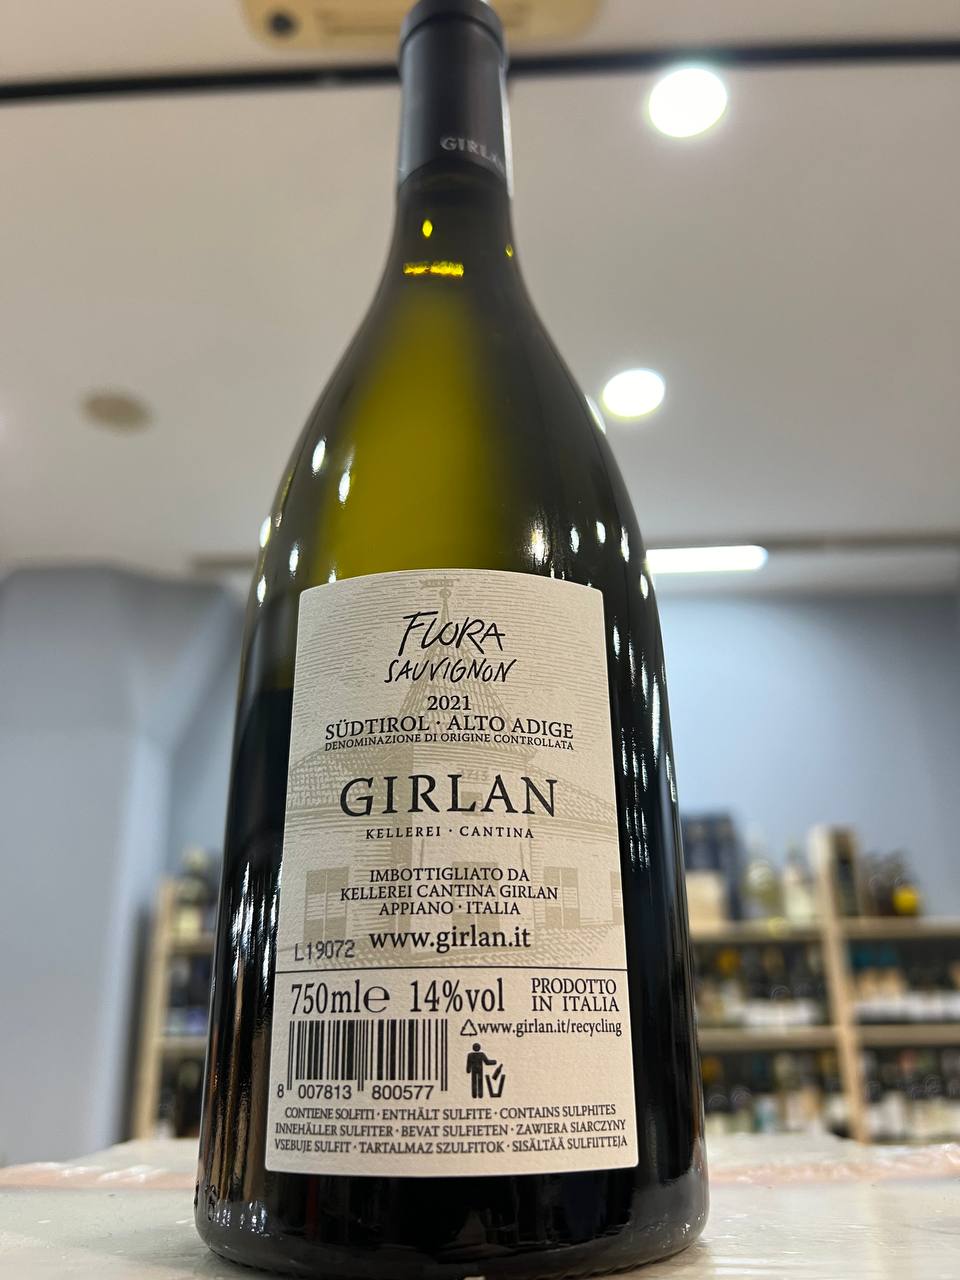 GIRLAN
FLORA
SAUVIGNON
2021
SÜDTIROL · ALTO ADIGE
DENOMINAZIONE DI ORIGINE CONTROLLATA
GIRLAN
KELLEREI · CANTINA
IMBOTTIGLIATO DA
KELLEREI CANTINA GIRLAN
APPIANO · ITALIA
www.girlan.it
L19072
750ml℮ 14%vol PRODOTTO
IN ITALIA
www.girlan.it/recycling
8 007813 800577
CONTIENE SOLFITI · ENTHÄLT SULFITE · CONTAINS SULPHITES
INNEHÅLLER SULFITER · BEVAT SULFIETEN · ZAWIERA SIARCZYNY
VSEBUJE SULFIT · TARTALMAZ SZULFITOK · SISÄLTÄÄ SULFIITTEJA